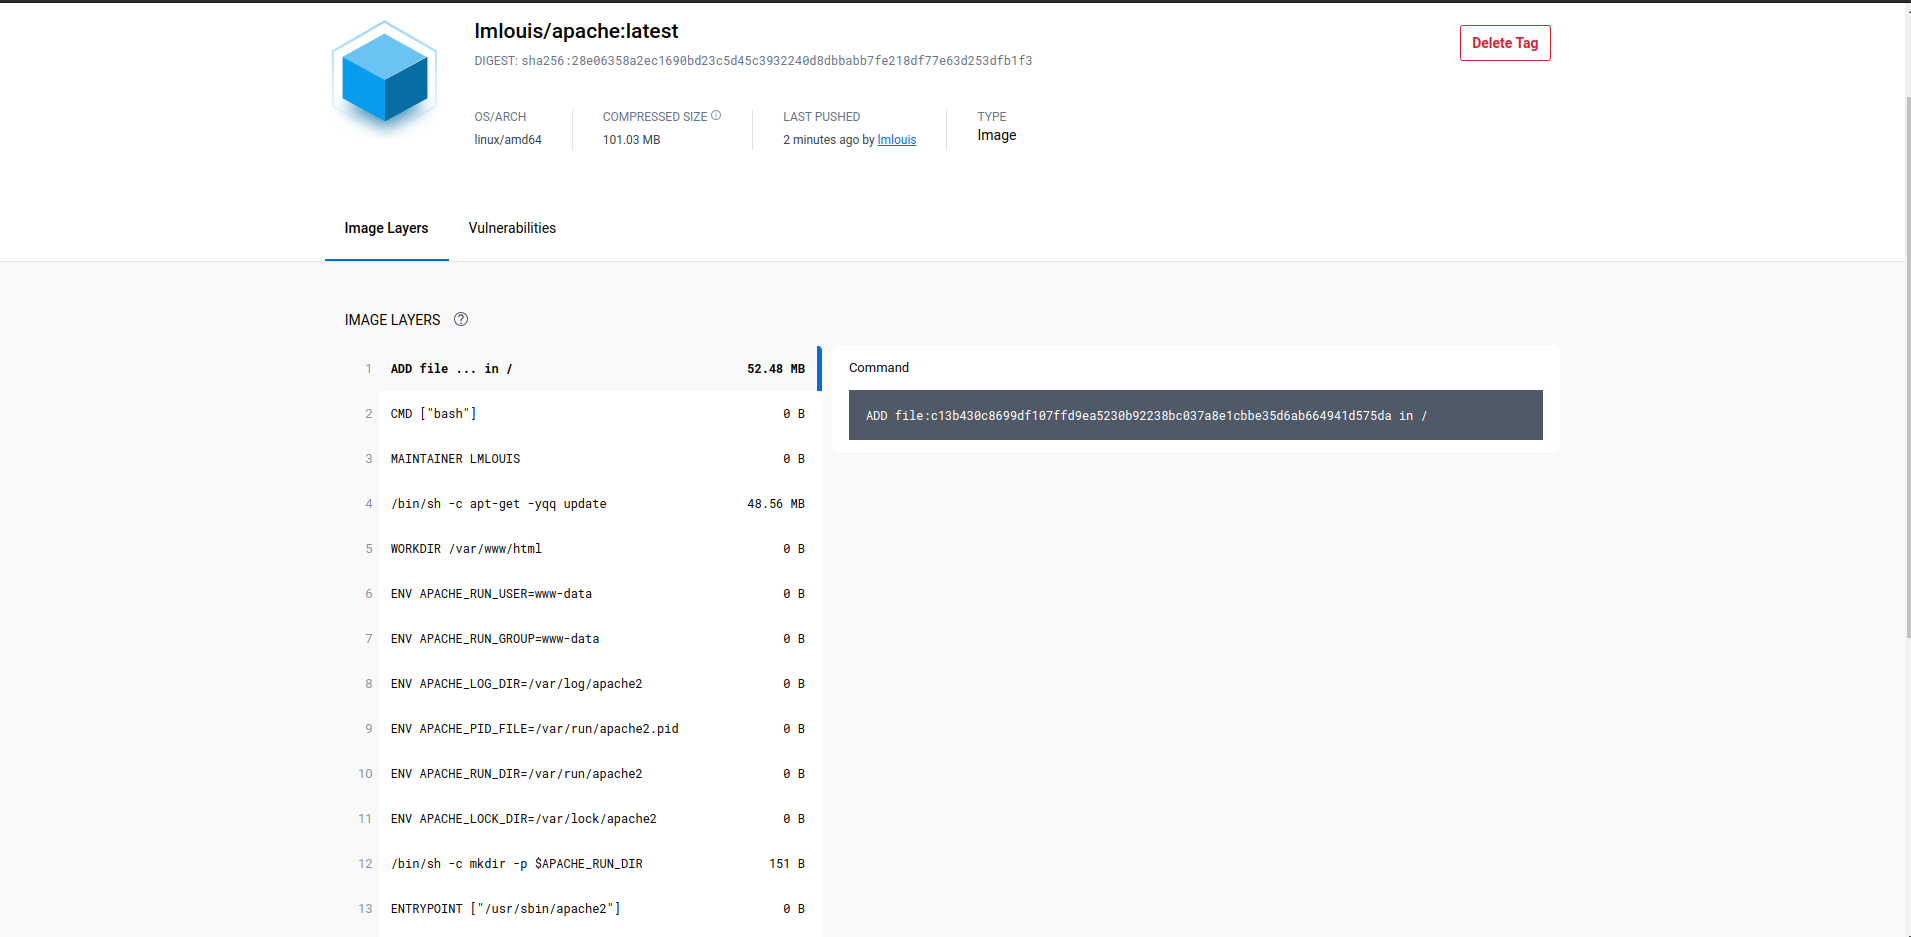 lmlouis/apache:latest
Delete Tag
DIGEST: sha256:28e06358a2ec1690bd23c5d45c3932240d8dbbabb7fe218df77e63d253dfb1f3
OS/ARCH
linux/amd64
COMPRESSED SIZE
101.03 MB
LAST PUSHED
2 minutes ago by lmlouis
TYPE
Image
Image Layers
Vulnerabilities
IMAGE LAYERS
1 ADD file ... in / 52.48 MB
2 CMD ["bash"] 0 B
3 MAINTAINER LMLOUIS 0 B
4 /bin/sh -c apt-get -yqq update 48.56 MB
5 WORKDIR /var/www/html 0 B
6 ENV APACHE_RUN_USER=www-data 0 B
7 ENV APACHE_RUN_GROUP=www-data 0 B
8 ENV APACHE_LOG_DIR=/var/log/apache2 0 B
9 ENV APACHE_PID_FILE=/var/run/apache2.pid 0 B
10 ENV APACHE_RUN_DIR=/var/run/apache2 0 B
11 ENV APACHE_LOCK_DIR=/var/lock/apache2 0 B
12 /bin/sh -c mkdir -p $APACHE_RUN_DIR 151 B
13 ENTRYPOINT ["/usr/sbin/apache2"] 0 B
Command
ADD file:c13b430c8699df107ffd9ea5230b92238bc037a8e1cbbe35d6ab664941d575da in /